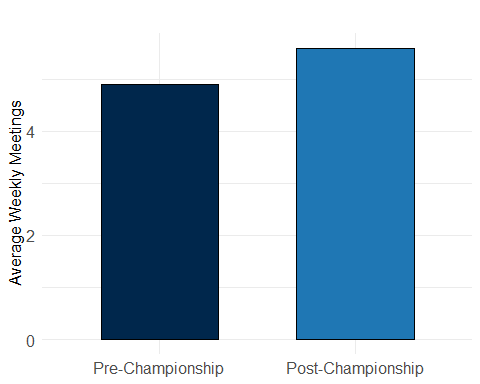 Average Weekly Meetings
4
2
0
Pre-Championship
Post-Championship